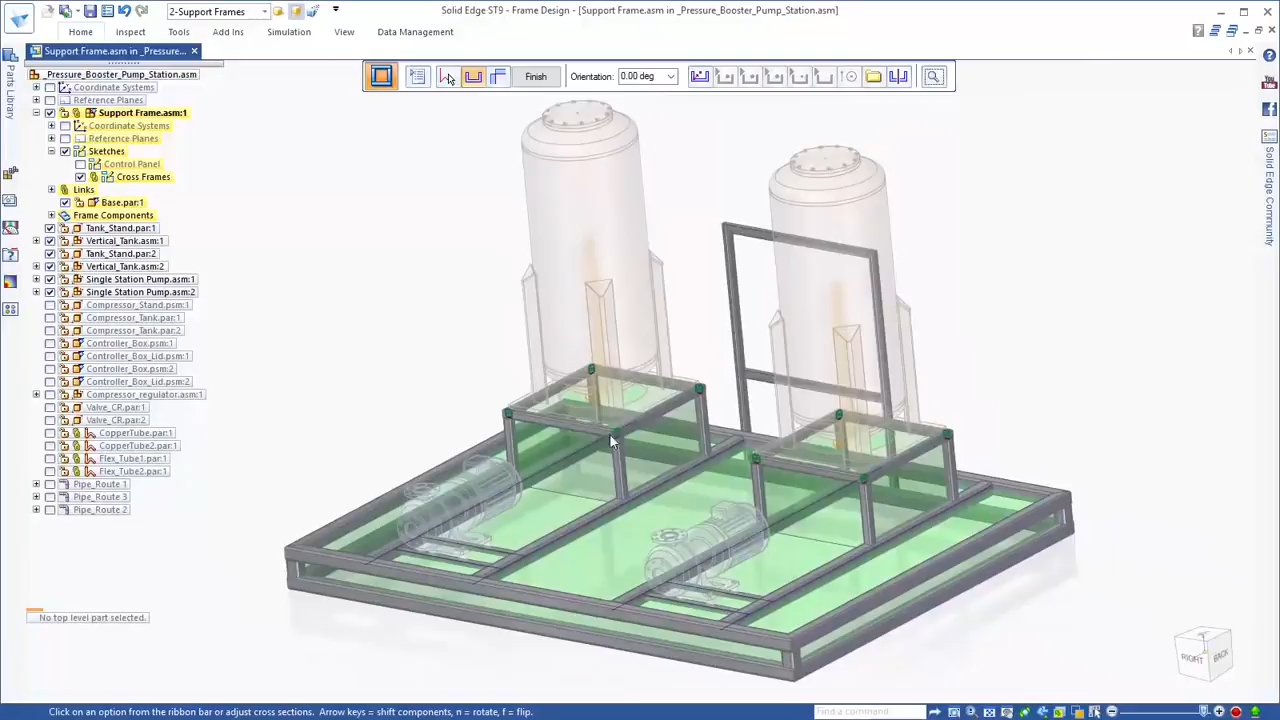 2-Support Frames
Solid Edge ST9 - Frame Design - [Support Frame.asm in _Pressure_Booster_Pump_Station.asm]
Home
Inspect
Tools
Add Ins
Simulation
View
Data Management
Support Frame.asm in _Pressure...
Finish
Orientation:
0.00 deg
Parts Library
_Pressure_Booster_Pump_Station.asm
Coordinate Systems
Reference Planes
Support Frame.asm:1
Coordinate Systems
Reference Planes
Sketches
Control Panel
Cross Frames
Links
Base.par:1
Frame Components
Tank_Stand.par:1
Vertical_Tank.asm:1
Tank_Stand.par:2
Vertical_Tank.asm:2
Single Station Pump.asm:1
Single Station Pump.asm:2
Compressor_Stand.psm:1
Compressor_Tank.par:1
Compressor_Tank.par:2
Controller_Box.psm:1
Controller_Box_Lid.psm:1
Controller_Box.psm:2
Controller_Box_Lid.psm:2
Compressor_regulator.asm:1
Valve_CR.par:1
Valve_CR.par:2
CopperTube.par:1
CopperTube2.par:1
Flex_Tube1.par:1
Flex_Tube2.par:1
Pipe_Route 1
Pipe_Route 3
Pipe_Route 2
No top level part selected.
You Tube
Solid Edge Community
RIGHT
BACK
Click on an option from the ribbon bar or adjust cross sections. Arrow keys = shift components, n = rotate, f = flip.
Find a command